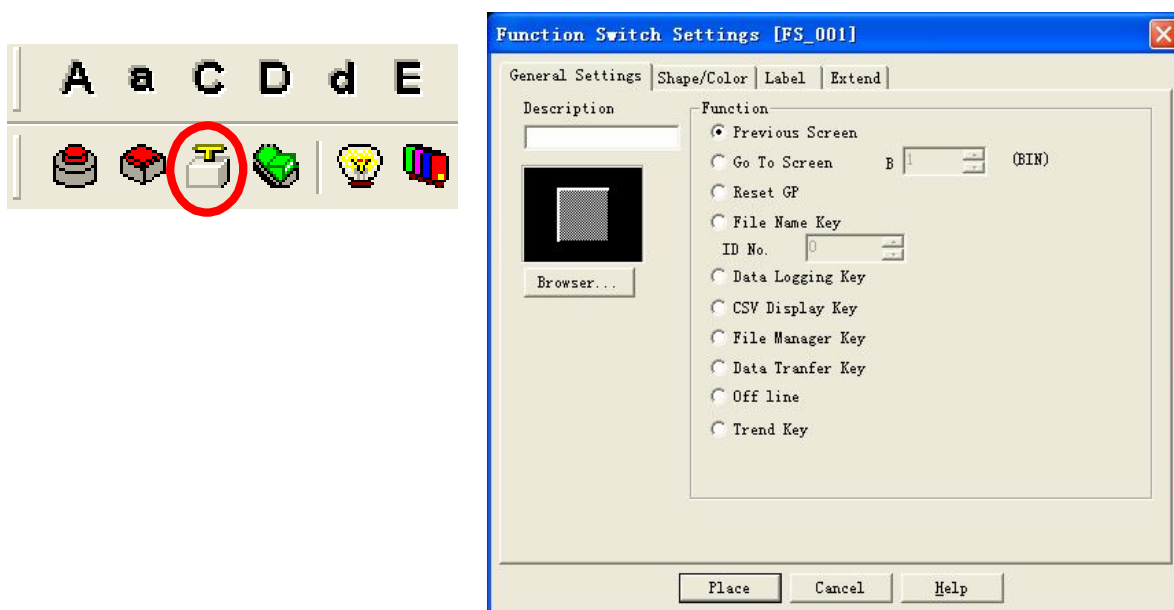 A a C D d E
Function Switch Settings [FS_001]
General Settings Shape/Color Label Extend
Description
Function
Previous Screen
Go To Screen B 1 (BIN)
Reset GP
File Name Key
ID No. 0
Browser...
Data Logging Key
CSV Display Key
File Manager Key
Data Tranfer Key
Off line
Trend Key
Place Cancel Help